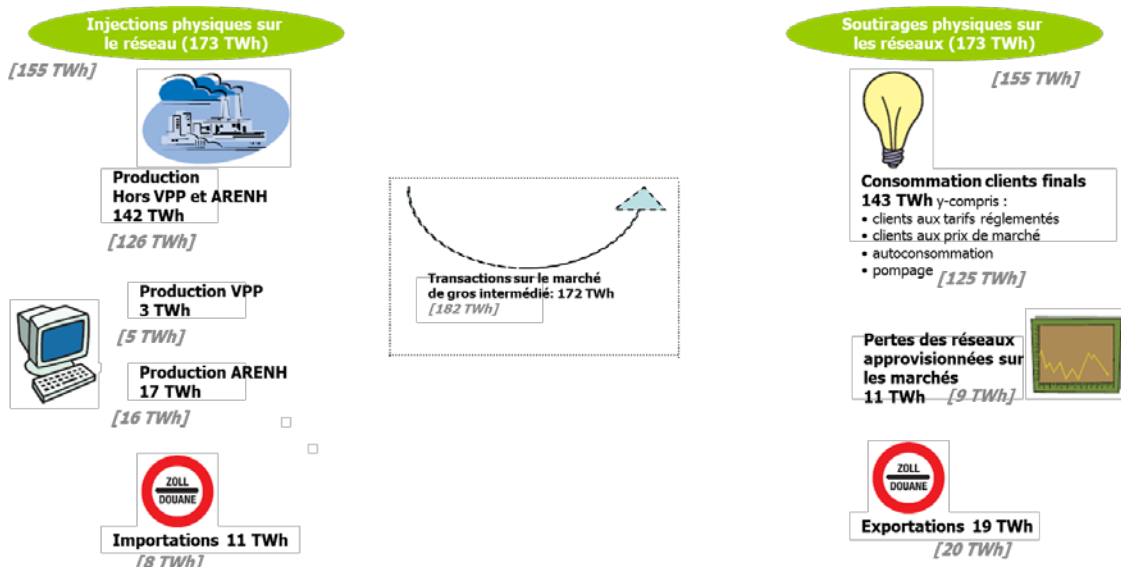 Injections physiques sur
le réseau (173 TWh)
[155 TWh]
Production
Hors VPP et ARENH
142 TWh
[126 TWh]
Production VPP
3 TWh
[5 TWh]
Production ARENH
17 TWh
[16 TWh]
ZOLL
DOUANE
Importations 11 TWh
[8 TWh]
Transactions sur le marché
de gros intermédié: 172 TWh
[182 TWh]
Soutirages physiques sur
les réseaux (173 TWh)
[155 TWh]
Consommation clients finals
143 TWh y-compris :
• clients aux tarifs réglementés
• clients aux prix de marché
• autoconsommation
• pompage
[125 TWh]
Pertes des réseaux
approvisionnées sur
les marchés
11 TWh
[9 TWh]
ZOLL
DOUANE
Exportations 19 TWh
[20 TWh]